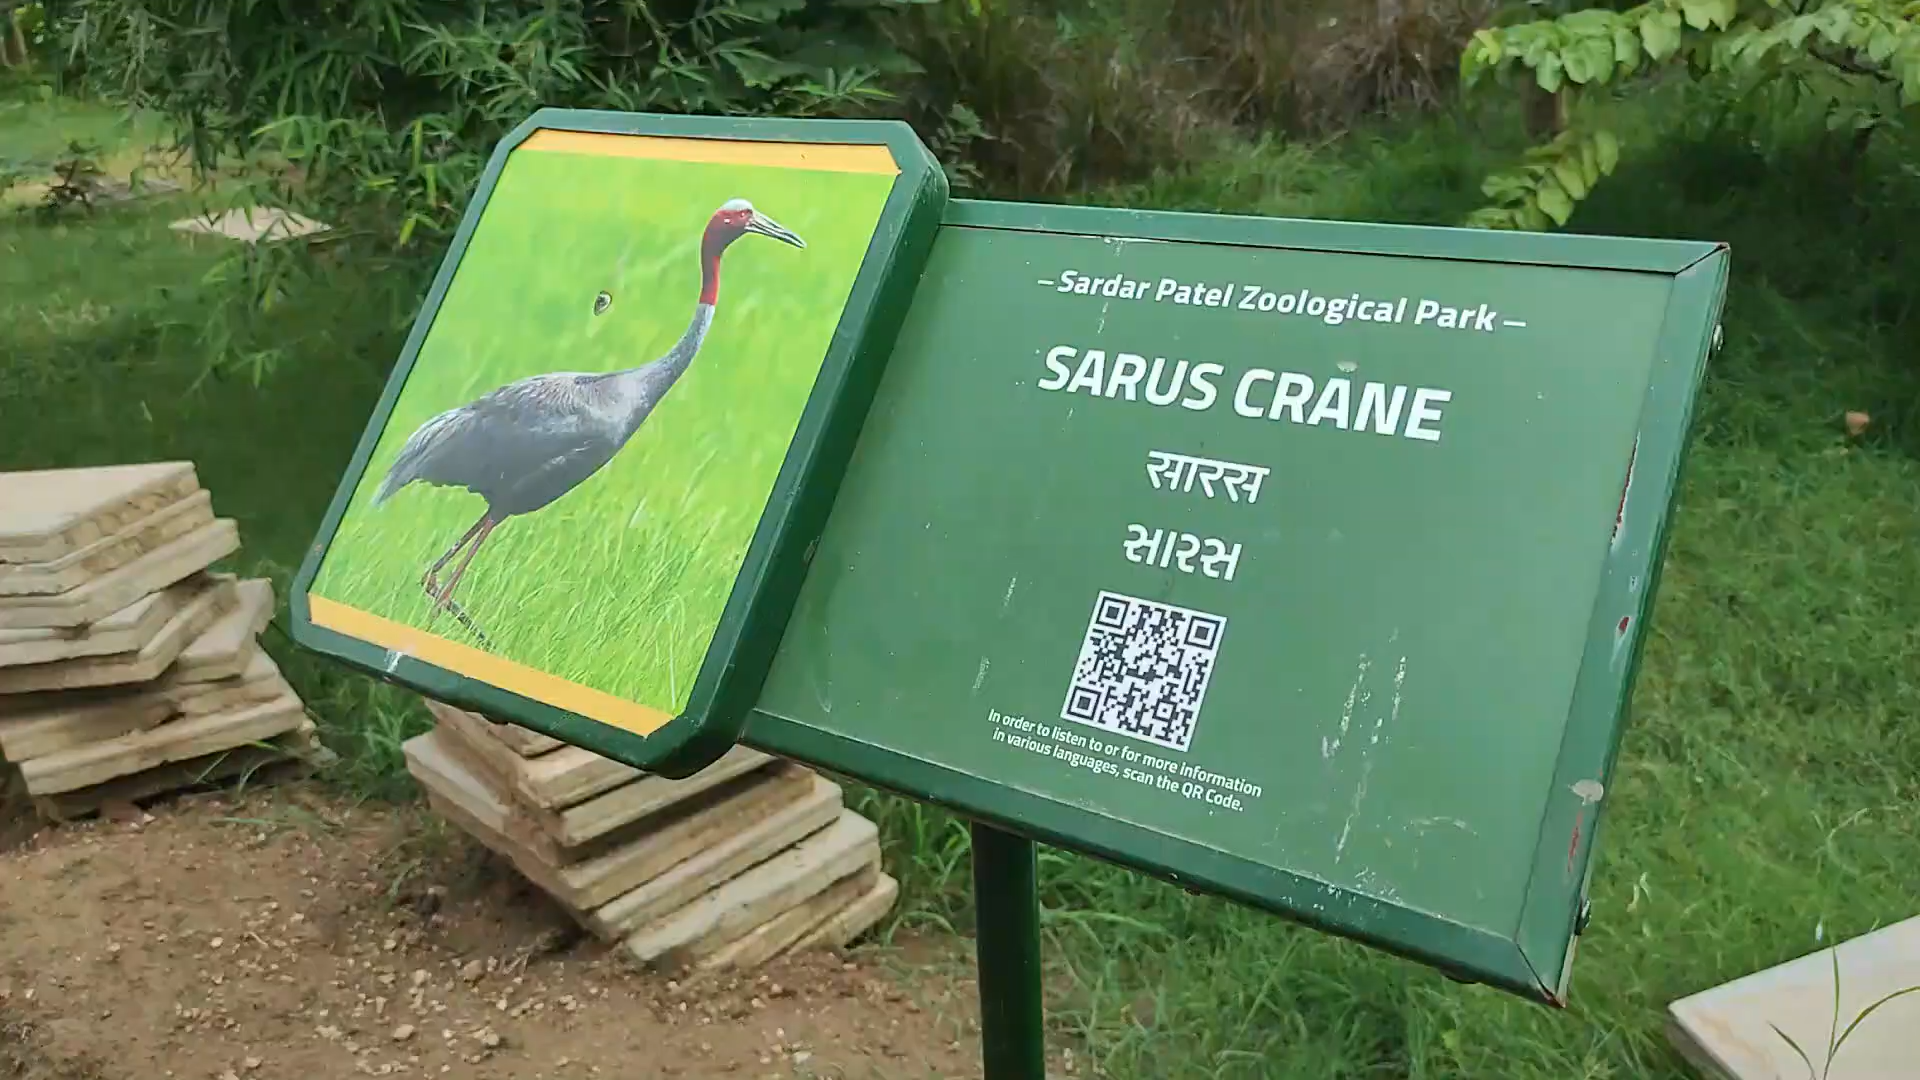 –Sardar Patel Zoological Park–
SARUS CRANE
सारस
સારસ
In order to listen to or for more information
in various languages, scan the QR Code.